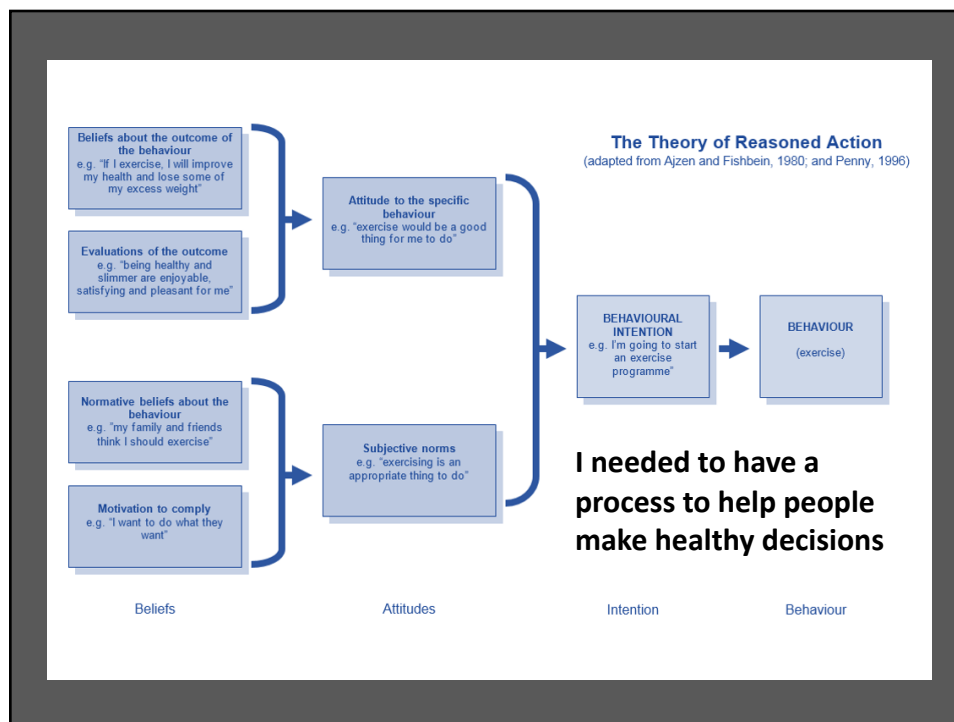 The Theory of Reasoned Action
(adapted from Ajzen and Fishbein, 1980; and Penny, 1996)
Beliefs about the outcome of
the behaviour
e.g. "If I exercise, I will improve
my health and lose some of
my excess weight"
Evaluations of the outcome
e.g. "being healthy and
slimmer are enjoyable,
satisfying and pleasant for me"
Normative beliefs about the
behaviour
e.g. "my family and friends
think I should exercise"
Motivation to comply
e.g. "I want to do what they
want"
Attitude to the specific
behaviour
e.g. "exercise would be a good
thing for me to do"
Subjective norms
e.g. "exercising is an
appropriate thing to do"
BEHAVIOURAL
INTENTION
e.g. I'm going to start
an exercise
programme"
BEHAVIOUR
(exercise)
I needed to have a
process to help people
make healthy decisions
Beliefs
Attitudes
Intention
Behaviour